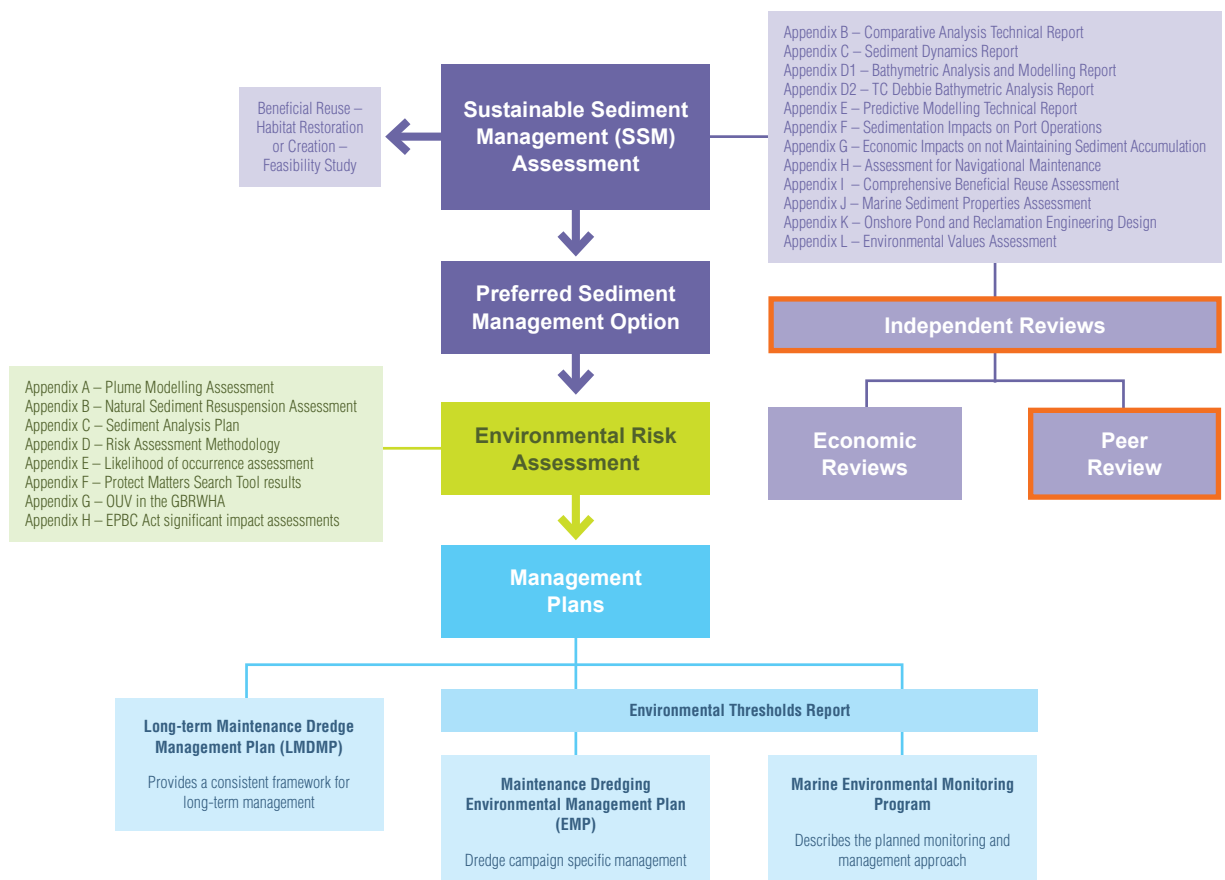 Beneficial Reuse –
Habitat Restoration
or Creation –
Feasibility Study
Sustainable Sediment
Management (SSM)
Assessment
Appendix B – Comparative Analysis Technical Report
Appendix C – Sediment Dynamics Report
Appendix D1 – Bathymetric Analysis and Modelling Report
Appendix D2 – TC Debbie Bathymetric Analysis Report
Appendix E – Predictive Modelling Technical Report
Appendix F – Sedimentation Impacts on Port Operations
Appendix G – Economic Impacts on not Maintaining Sediment Accumulation
Appendix H – Assessment for Navigational Maintenance
Appendix I – Comprehensive Beneficial Reuse Assessment
Appendix J – Marine Sediment Properties Assessment
Appendix K – Onshore Pond and Reclamation Engineering Design
Appendix L – Environmental Values Assessment
Preferred Sediment
Management Option
Independent Reviews
Economic
Reviews
Peer
Review
Appendix A – Plume Modelling Assessment
Appendix B – Natural Sediment Resuspension Assessment
Appendix C – Sediment Analysis Plan
Appendix D – Risk Assessment Methodology
Appendix E – Likelihood of occurrence assessment
Appendix F – Protect Matters Search Tool results
Appendix G – OUV in the GBRWHA
Appendix H – EPBC Act significant impact assessments
Environmental Risk
Assessment
Management
Plans
Long-term Maintenance Dredge
Management Plan (LMDMP)
Provides a consistent framework for
long-term management
Environmental Thresholds Report
Maintenance Dredging
Environmental Management Plan
(EMP)
Dredge campaign specific management
Marine Environmental Monitoring
Program
Describes the planned monitoring and
management approach